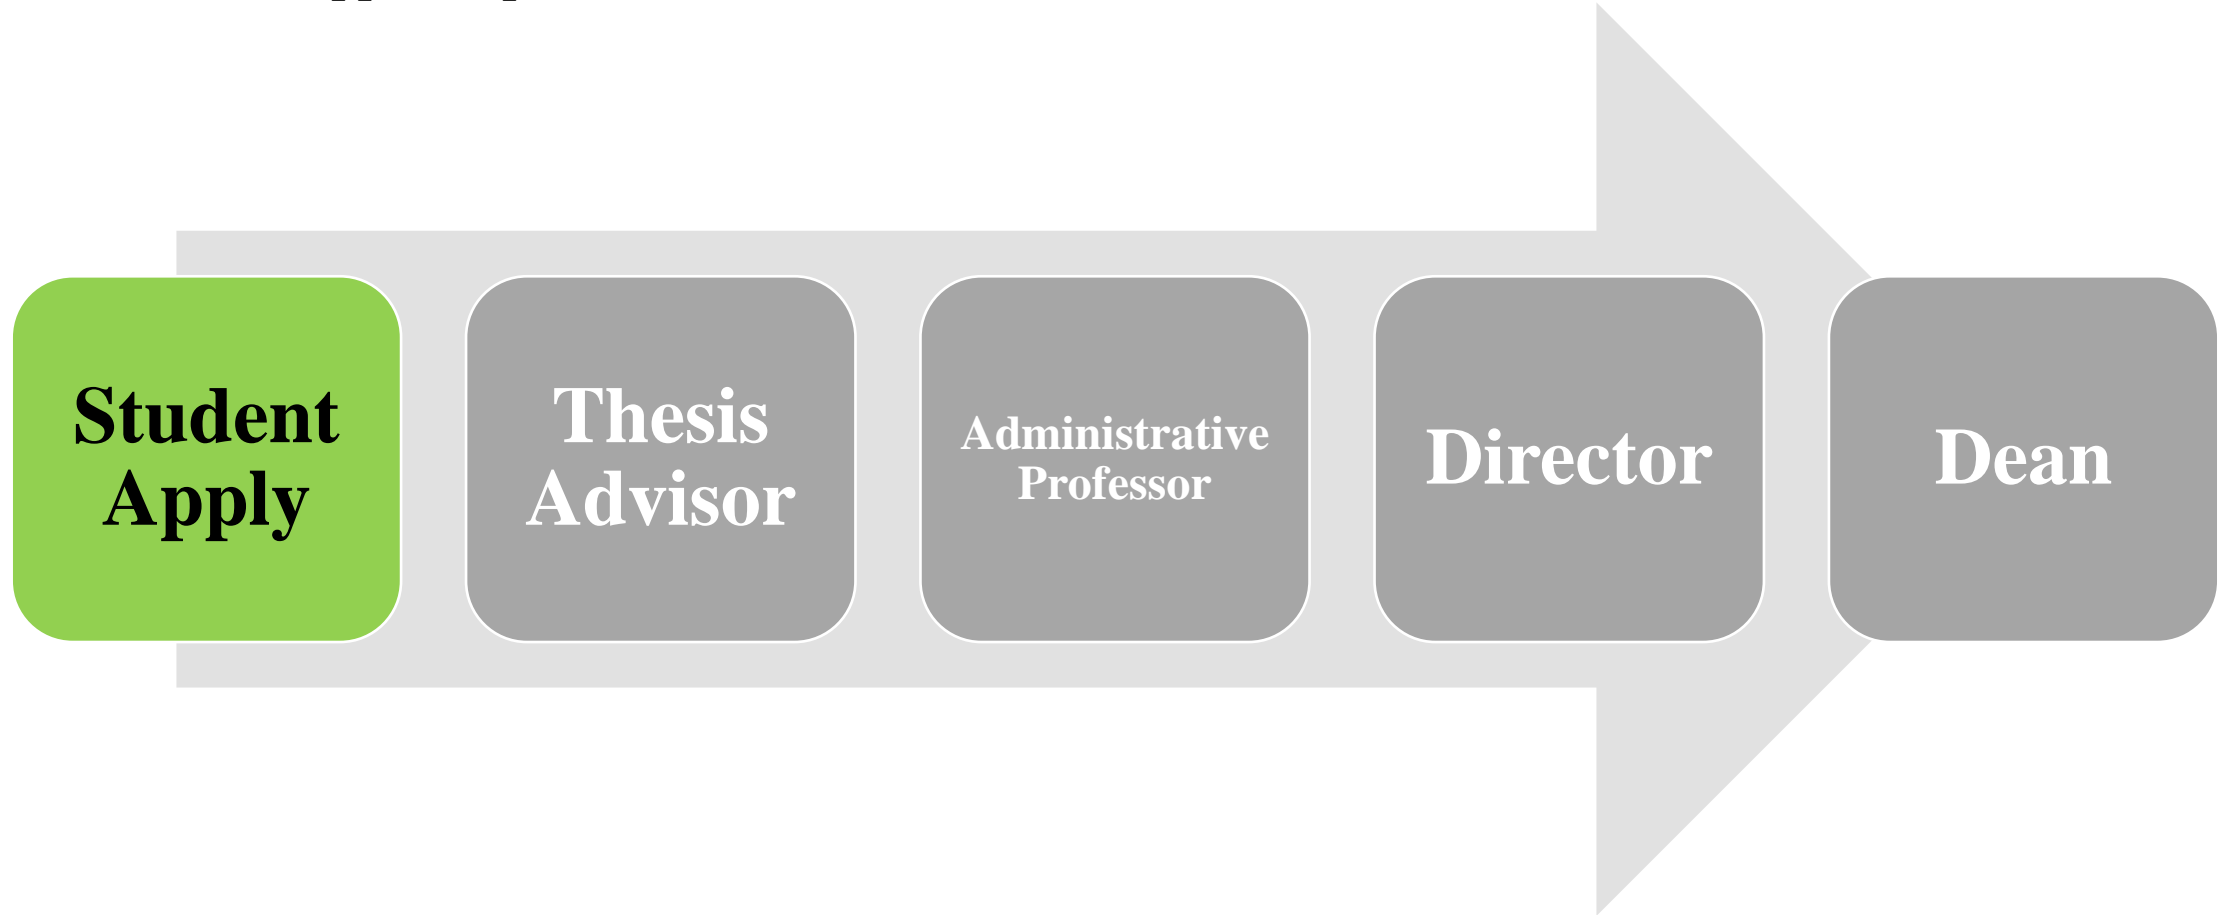 Student
Apply
Thesis
Advisor
Administrative
Professor
Director
Dean